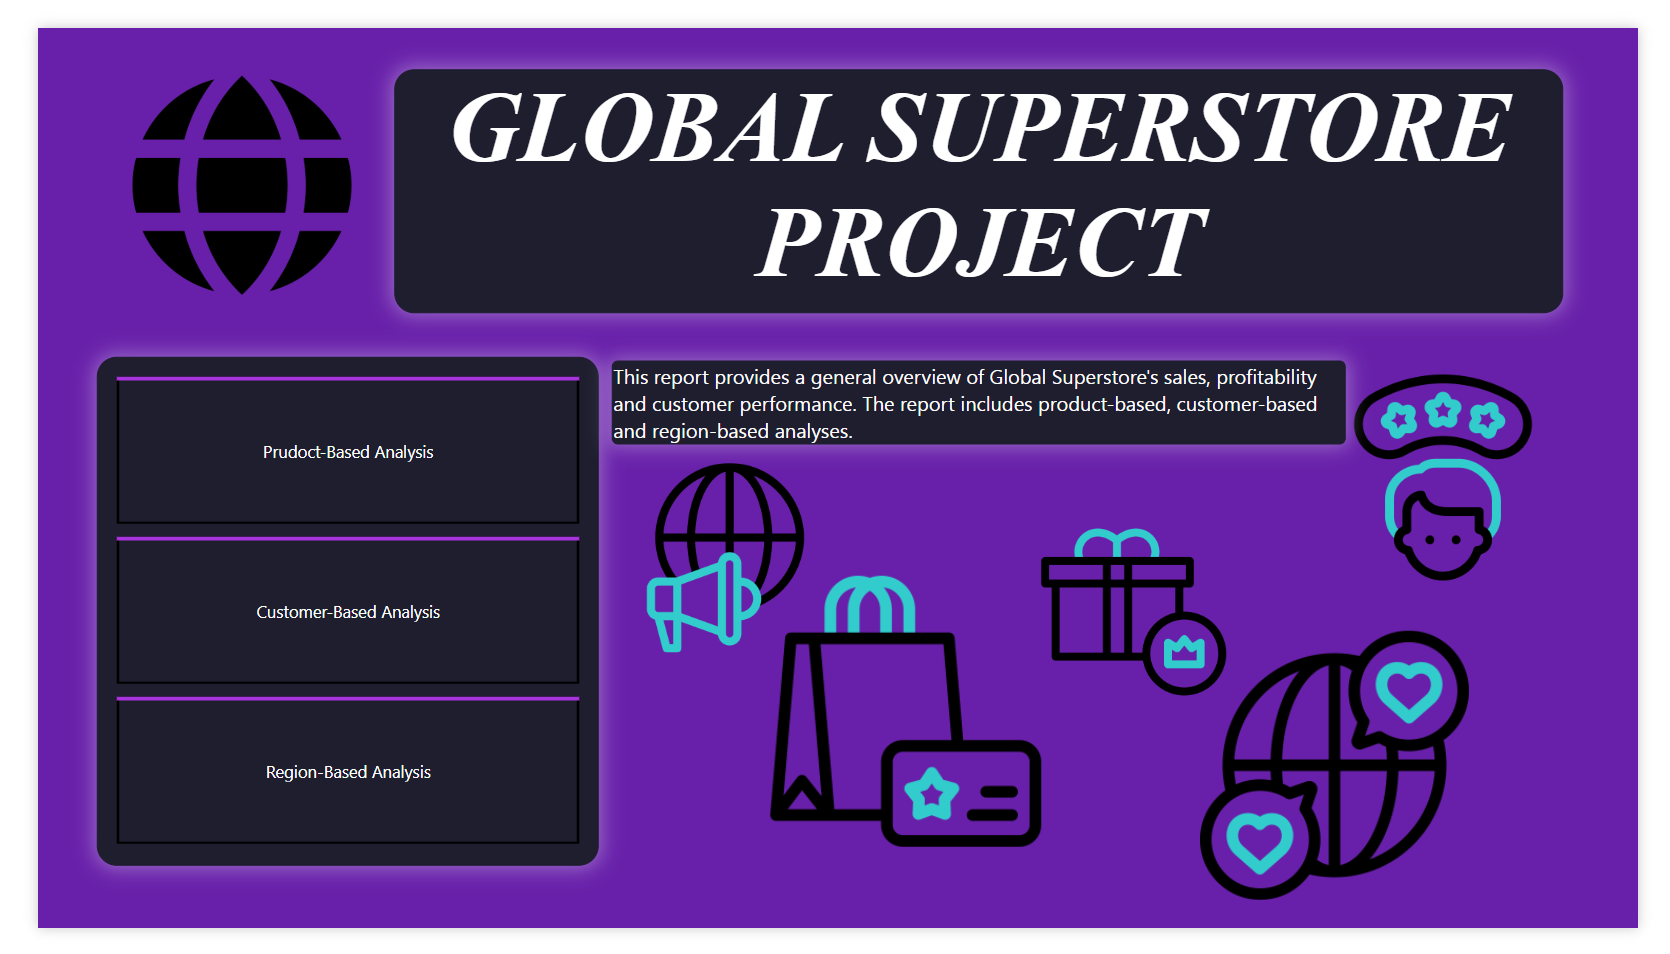 GLOBAL SUPERSTORE
PROJECT
This report provides a general overview of Global Superstore's sales, profitability
and customer performance. The report includes product-based, customer-based
and region-based analyses.
Prudoct-Based Analysis
Customer-Based Analysis
Region-Based Analysis